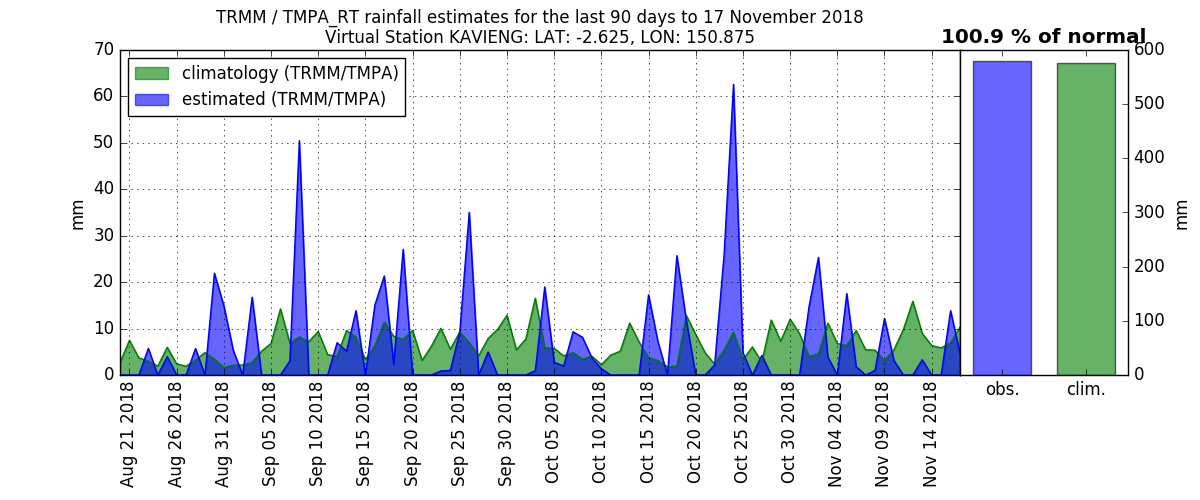 TRMM / TMPA_RT rainfall estimates for the last 90 days to 17 November 2018
Virtual Station KAVIENG: LAT: -2.625, LON: 150.875
100.9 % of normal
climatology (TRMM/TMPA)
estimated (TRMM/TMPA)
70
60
50
40
30
20
10
0
mm
Aug 21 2018
Aug 26 2018
Aug 31 2018
Sep 05 2018
Sep 10 2018
Sep 15 2018
Sep 20 2018
Sep 25 2018
Sep 30 2018
Oct 05 2018
Oct 10 2018
Oct 15 2018
Oct 20 2018
Oct 25 2018
Oct 30 2018
Nov 04 2018
Nov 09 2018
Nov 14 2018
obs.
clim.
600
500
400
300
200
100
0
mm